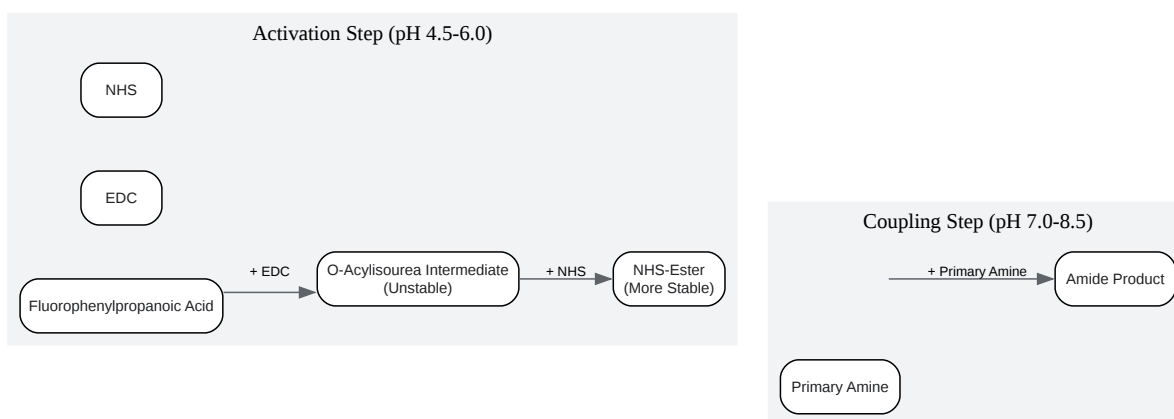 Activation Step (pH 4.5-6.0)
NHS
EDC
Fluorophenylpropanoic Acid
+ EDC
O-Acylisourea Intermediate
(Unstable)
+ NHS
NHS-Ester
(More Stable)
Coupling Step (pH 7.0-8.5)
+ Primary Amine
Amide Product
Primary Amine